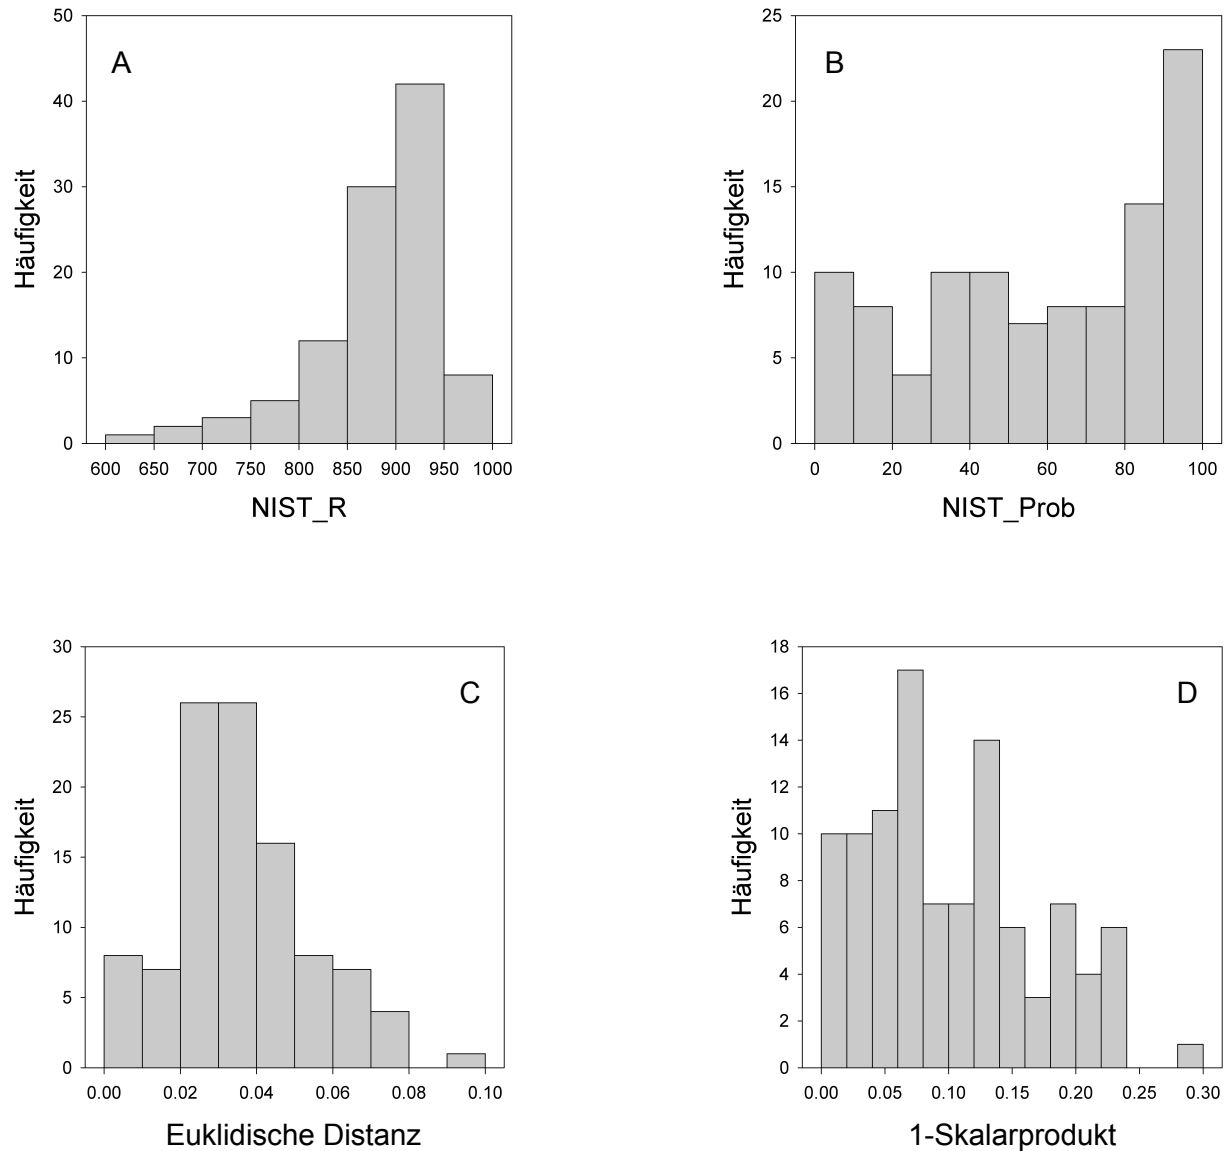 A
Häufigkeit
50
40
30
20
10
0
600 650 700 750 800 850 900 950 1000
NIST_R
B
Häufigkeit
25
20
15
10
5
0
0 20 40 60 80 100
NIST_Prob
C
Häufigkeit
30
25
20
15
10
5
0
0.00 0.02 0.04 0.06 0.08 0.10
Euklidische Distanz
D
Häufigkeit
18
16
14
12
10
8
6
4
2
0
0.00 0.05 0.10 0.15 0.20 0.25 0.30
1-Skalarprodukt